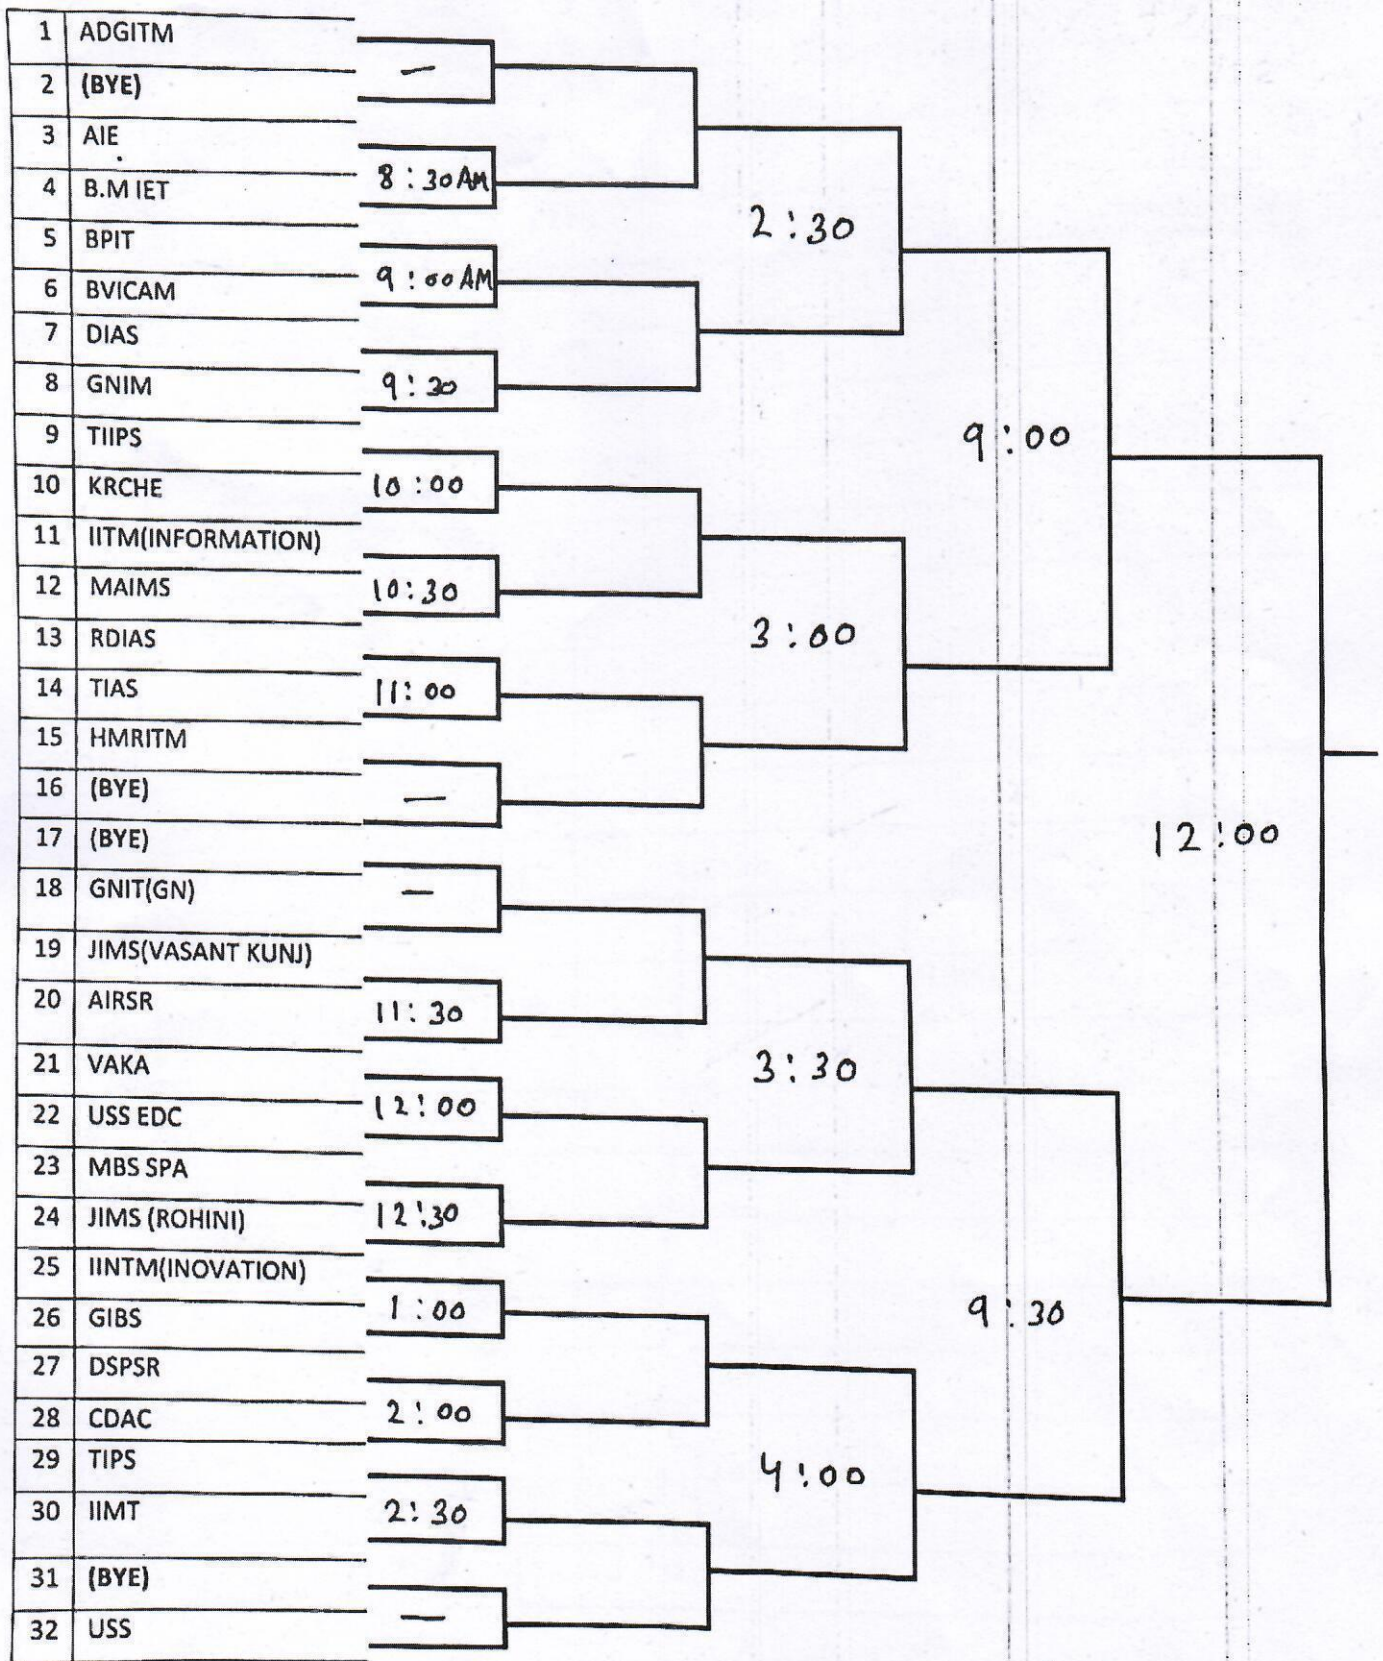 1 ADGITM
—
2 (BYE)
3 AIE
8:30AM
4 B.M IET
5 BPIT
9:00AM
6 BVICAM
7 DIAS
9:30
8 GNIM
2:30
9 TIIPS
10:00
10 KRCHE
11 IITM(INFORMATION)
10:30
12 MAIMS
9:00
13 RDIAS
11:00
14 TIAS
3:00
15 HMRITM
—
16 (BYE)
17 (BYE)
—
18 GNIT(GN)
12:00
19 JIMS(VASANT KUNJ)
11:30
20 AIRSR
21 VAKA
12:00
22 USS EDC
3:30
23 MBS SPA
12:30
24 JIMS (ROHINI)
25 IINTM(INOVATION)
1:00
26 GIBS
9:30
27 DSPSR
2:00
28 CDAC
29 TIPS
2:30
30 IIMT
4:00
31 (BYE)
—
32 USS